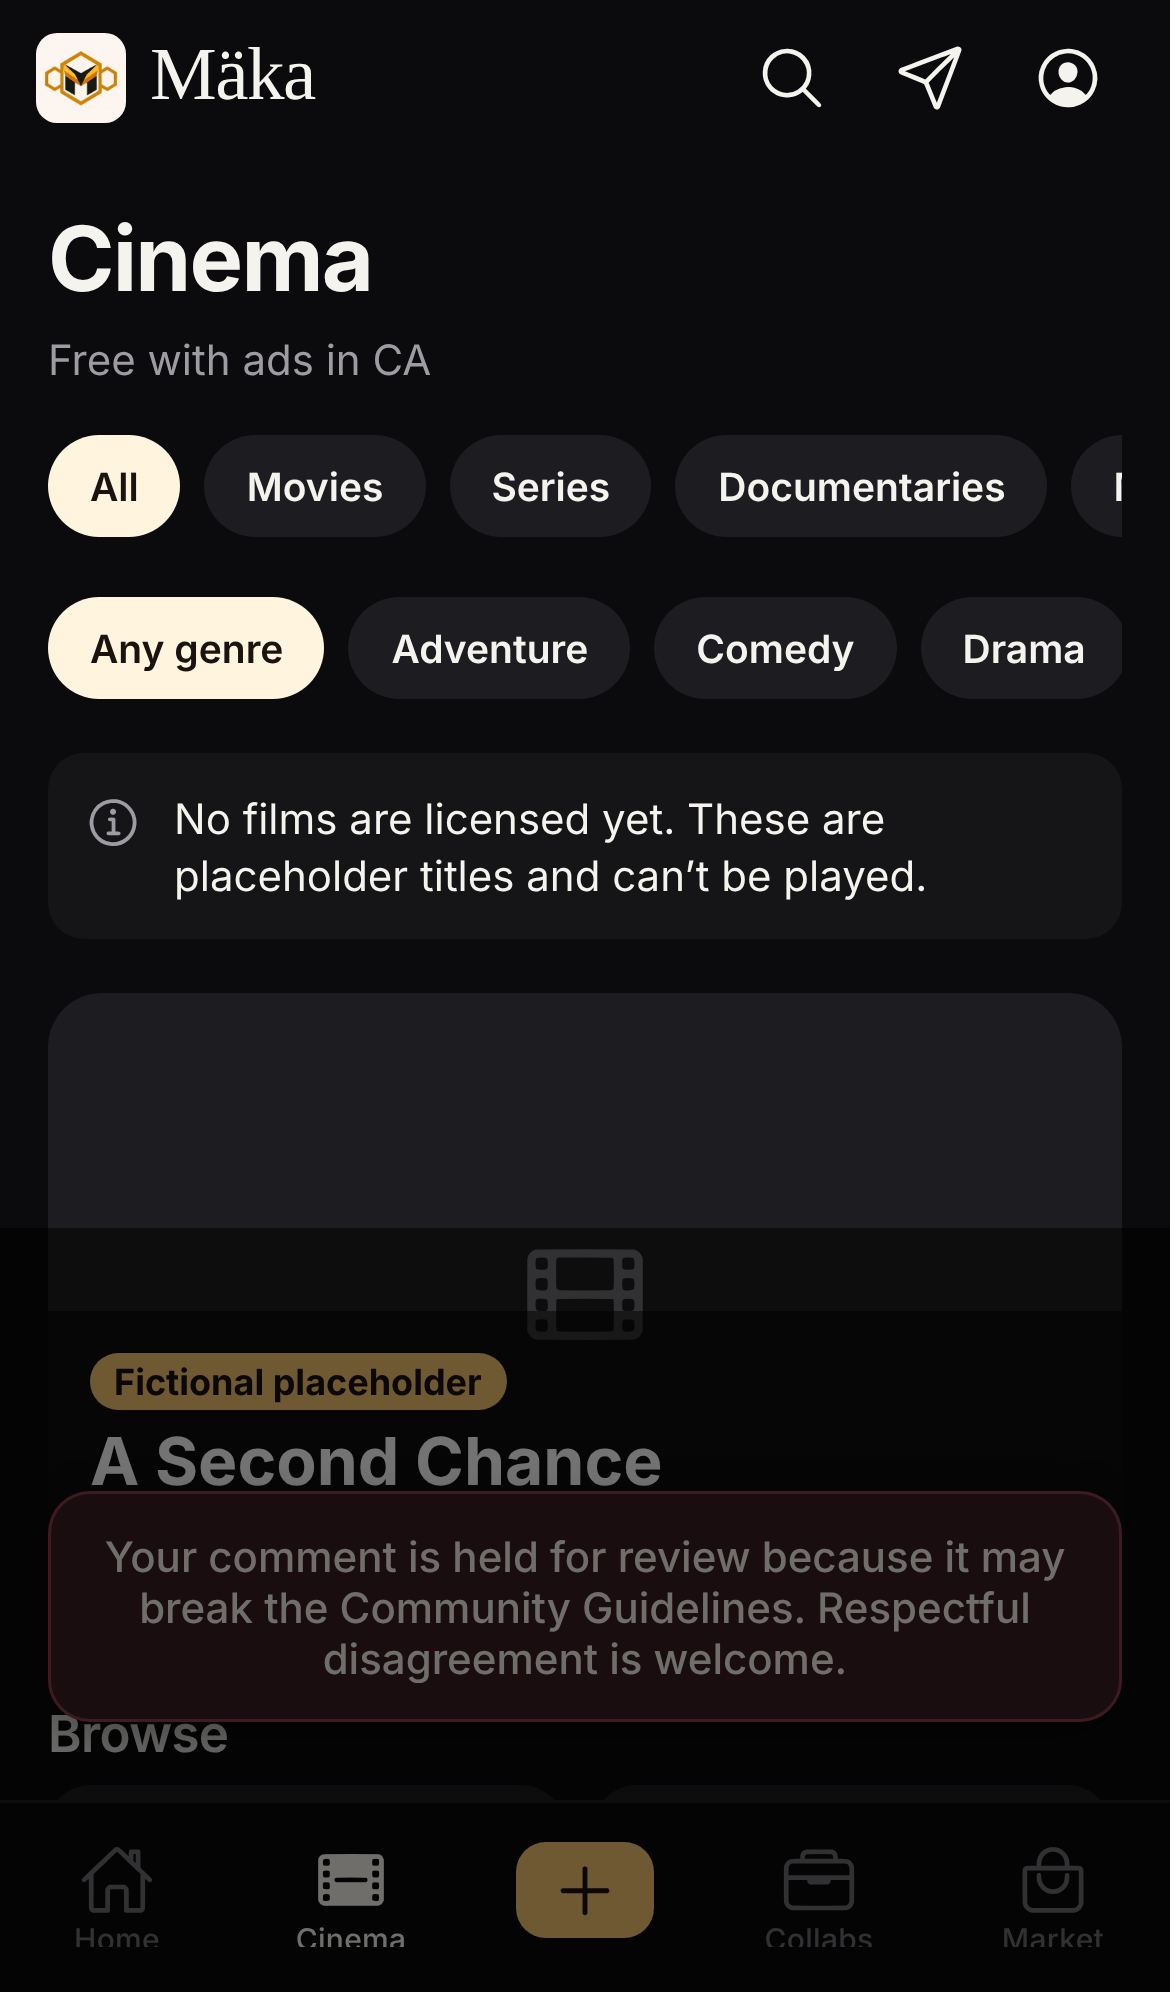 Mäka
Cinema
Free with ads in CA
All
Movies
Series
Documentaries
Any genre
Adventure
Comedy
Drama
No films are licensed yet. These are
placeholder titles and can’t be played.
Fictional placeholder
A Second Chance
Your comment is held for review because it may
break the Community Guidelines. Respectful
disagreement is welcome.
Browse
Home
Cinema
Collabs
Market